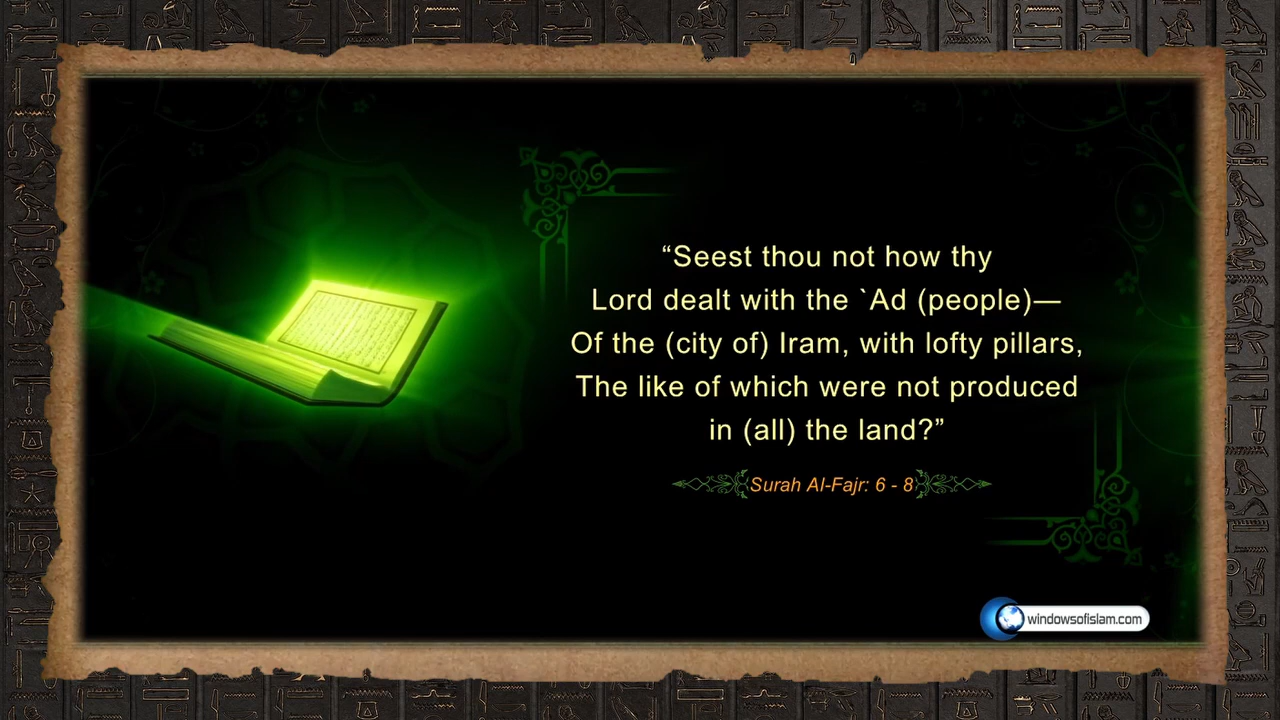 “Seest thou not how thy
Lord dealt with the `Ad (people)—
Of the (city of) Iram, with lofty pillars,
The like of which were not produced
in (all) the land?”
Surah Al-Fajr: 6 - 8
windowsofislam.com